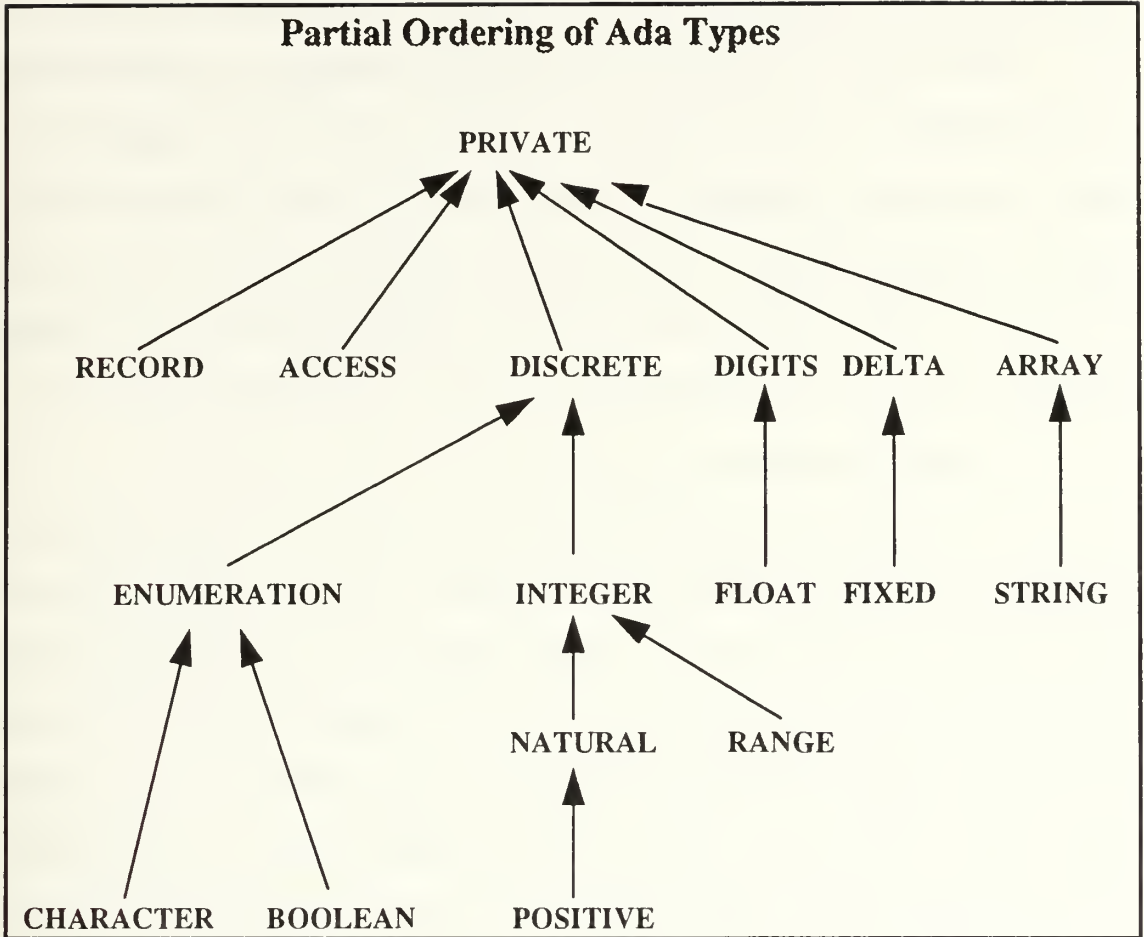 Partial Ordering of Ada Types
PRIVATE
RECORD ACCESS DISCRETE DIGITS DELTA ARRAY
ENUMERATION INTEGER FLOAT FIXED STRING
NATURAL RANGE
CHARACTER BOOLEAN POSITIVE